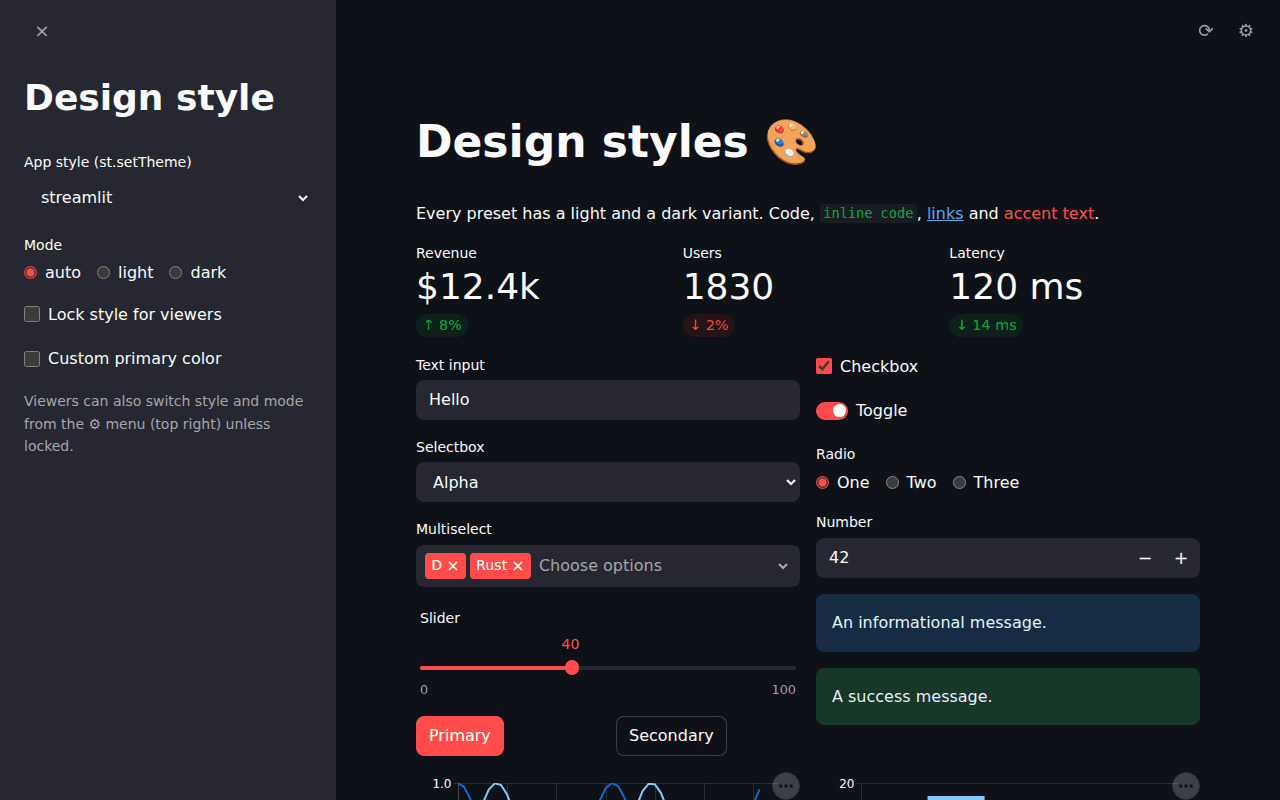 Design style
App style (st.setTheme)
streamlit
Mode
auto light dark
Lock style for viewers
Custom primary color
Viewers can also switch style and mode
from the ⚙ menu (top right) unless
locked.
Design styles 🎨
Every preset has a light and a dark variant. Code, inline code, links and accent text.
Revenue Users Latency
$12.4k 1830 120 ms
↑ 8% ↓ 2% ↓ 14 ms
Text input
Hello
Selectbox
Alpha
Multiselect
D ✕ Rust ✕ Choose options
Slider
40
0 100
Primary Secondary
1.0
Checkbox
Toggle
Radio
One Two Three
Number
42 − +
An informational message.
A success message.
20